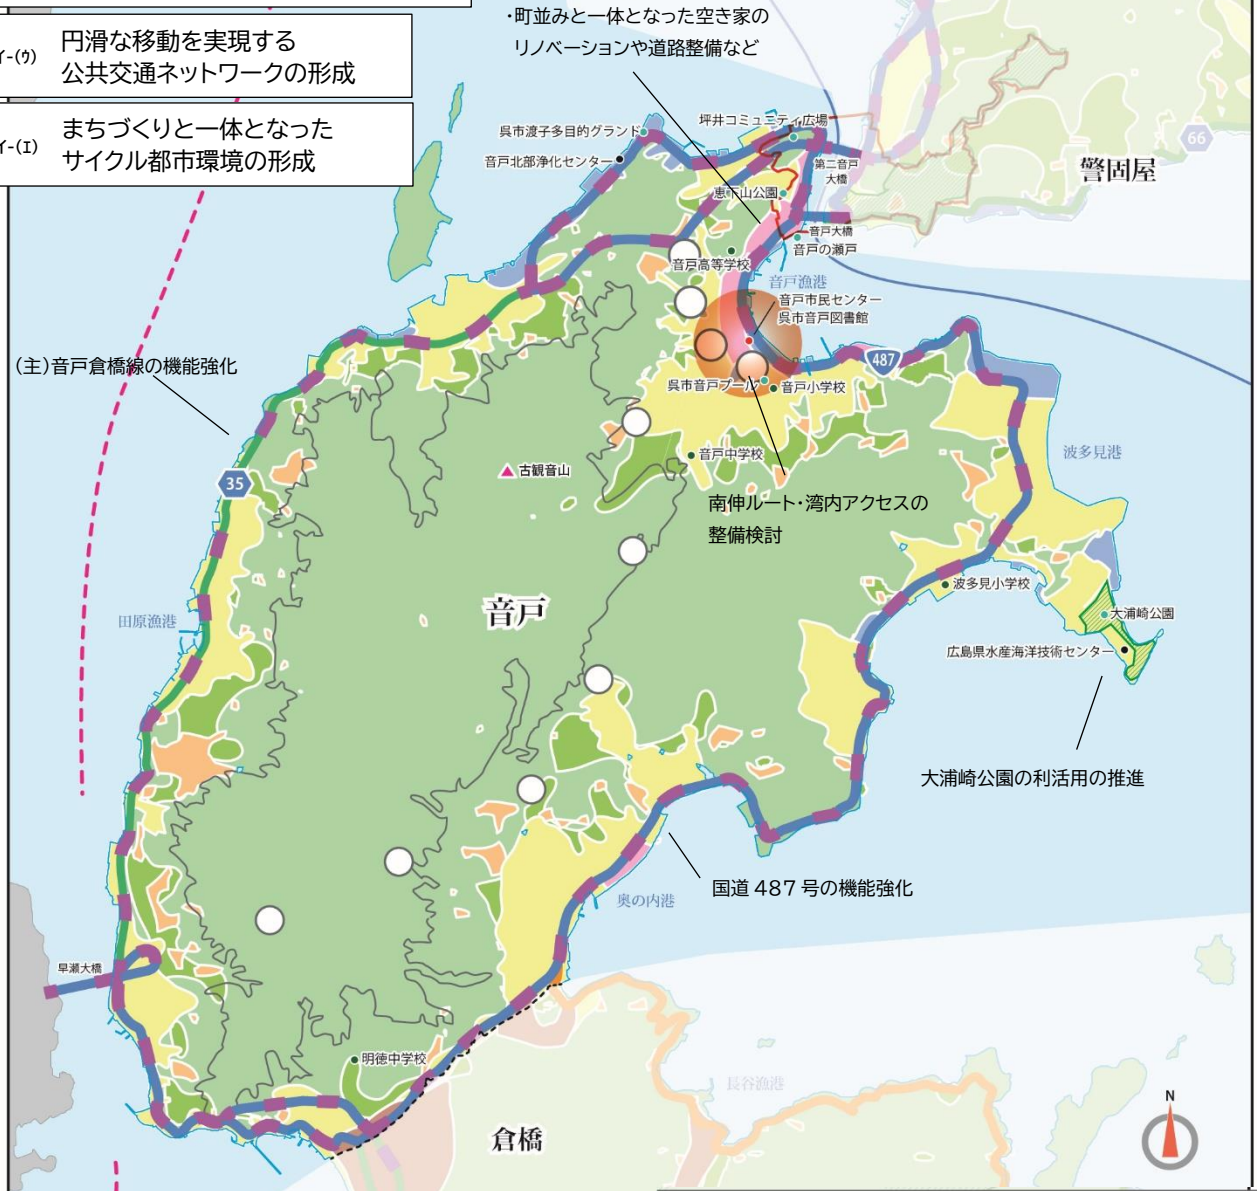 ・町並みと一体となった空き家の
リノベーションや道路整備など
イ-(ウ)
円滑な移動を実現する
公共交通ネットワークの形成
イ-(エ)
まちづくりと一体となった
サイクル都市環境の形成
呉市渡子多目的グランド
坪井コミュニティ広場
音戸北部浄化センター
第二音戸
大橋
警固屋
66
恵下山公園
音戸大橋
音戸の瀬戸
音戸高等学校
音戸漁港
音戸市民センター
呉市音戸図書館
(主)音戸倉橋線の機能強化
487
呉市音戸プール
音戸小学校
音戸中学校
波多見港
古観音山
35
南伸ルート・湾内アクセスの
整備検討
波多見小学校
音戸
田原漁港
大浦崎公園
広島県水産海洋技術センター
大浦崎公園の利活用の推進
国道487号の機能強化
奥の内港
早瀬大橋
明徳中学校
長谷漁港
倉橋
N